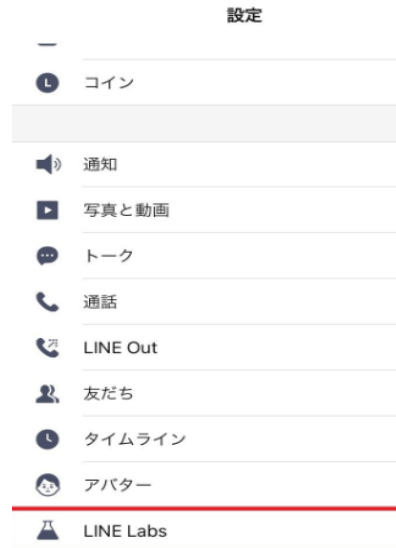 設定
コイン
通知
写真と動画
トーク
通話
LINE Out
友だち
タイムライン
アバター
LINE Labs